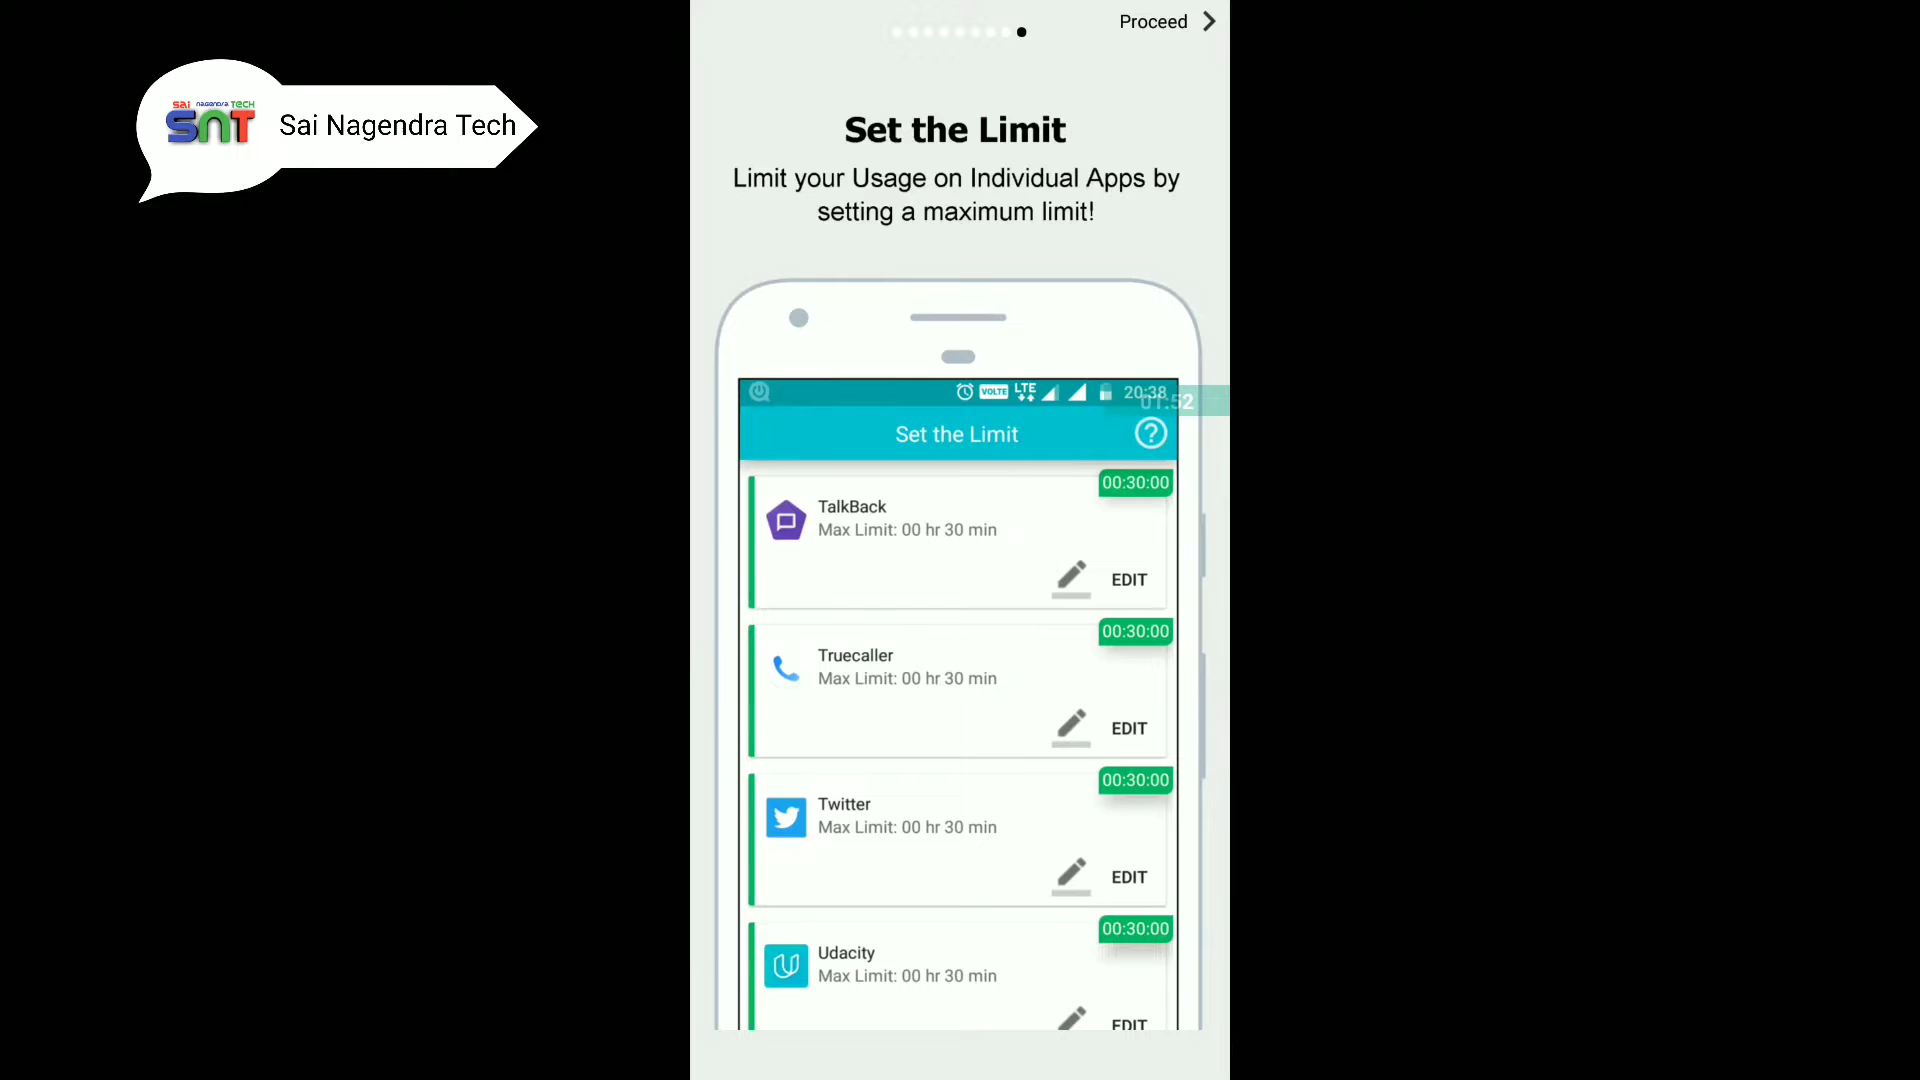 Proceed
sai nagendra TECH
SNT
Sai Nagendra Tech
Set the Limit
Limit your Usage on Individual Apps by
setting a maximum limit!
VOLTE LTE 20:38
01:52
Set the Limit
?
00:30:00
TalkBack
Max Limit: 00 hr 30 min
EDIT
00:30:00
Truecaller
Max Limit: 00 hr 30 min
EDIT
00:30:00
Twitter
Max Limit: 00 hr 30 min
EDIT
00:30:00
Udacity
Max Limit: 00 hr 30 min
EDIT